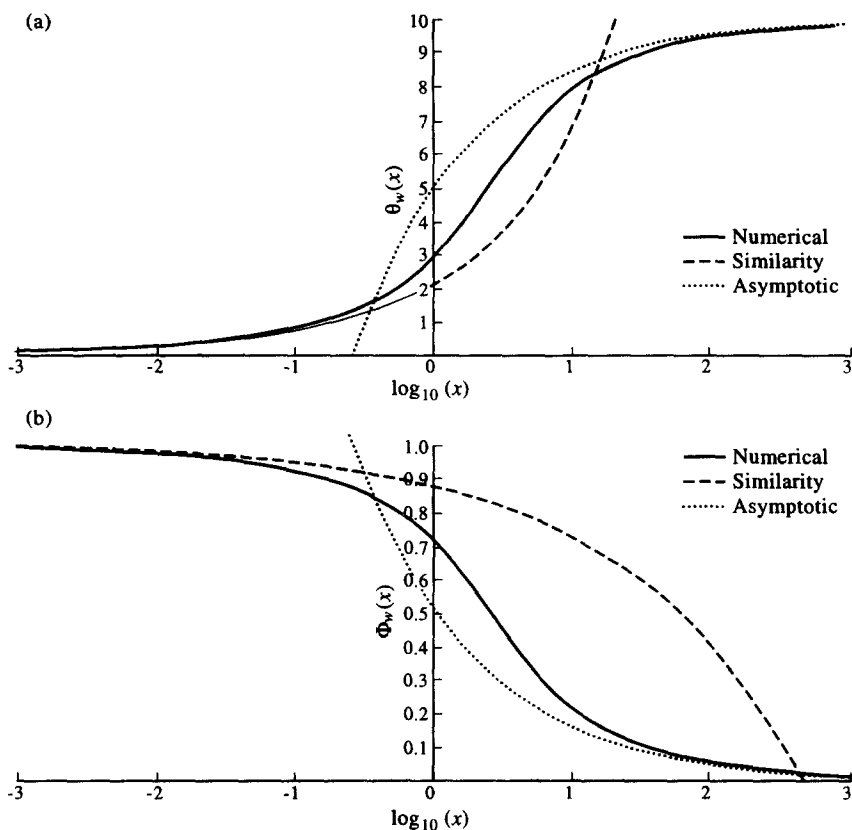 (a)
10
9
8
7
6
5
4
3
2
1
θw(x)
Numerical
Similarity
Asymptotic
-3 -2 -1 0 1 2 3
log10 (x)
(b)
1.0
0.9
0.8
0.7
0.6
0.5
0.4
0.3
0.2
0.1
Φw(x)
Numerical
Similarity
Asymptotic
-3 -2 -1 0 1 2 3
log10 (x)